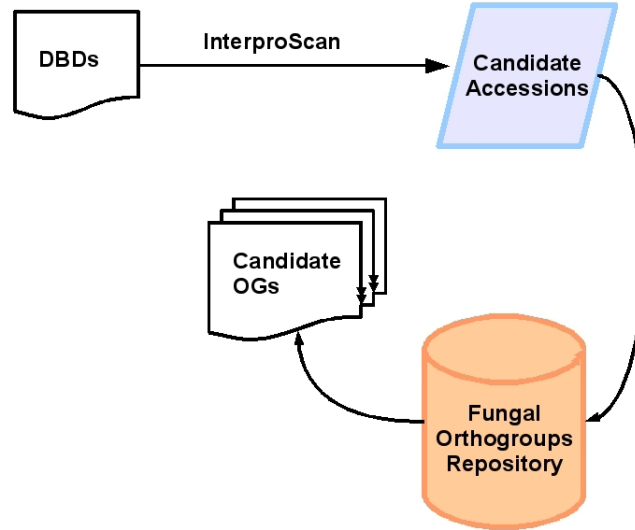 DBDs
InterproScan
Candidate
Accessions
Candidate
OGs
Fungal
Orthogroups
Repository